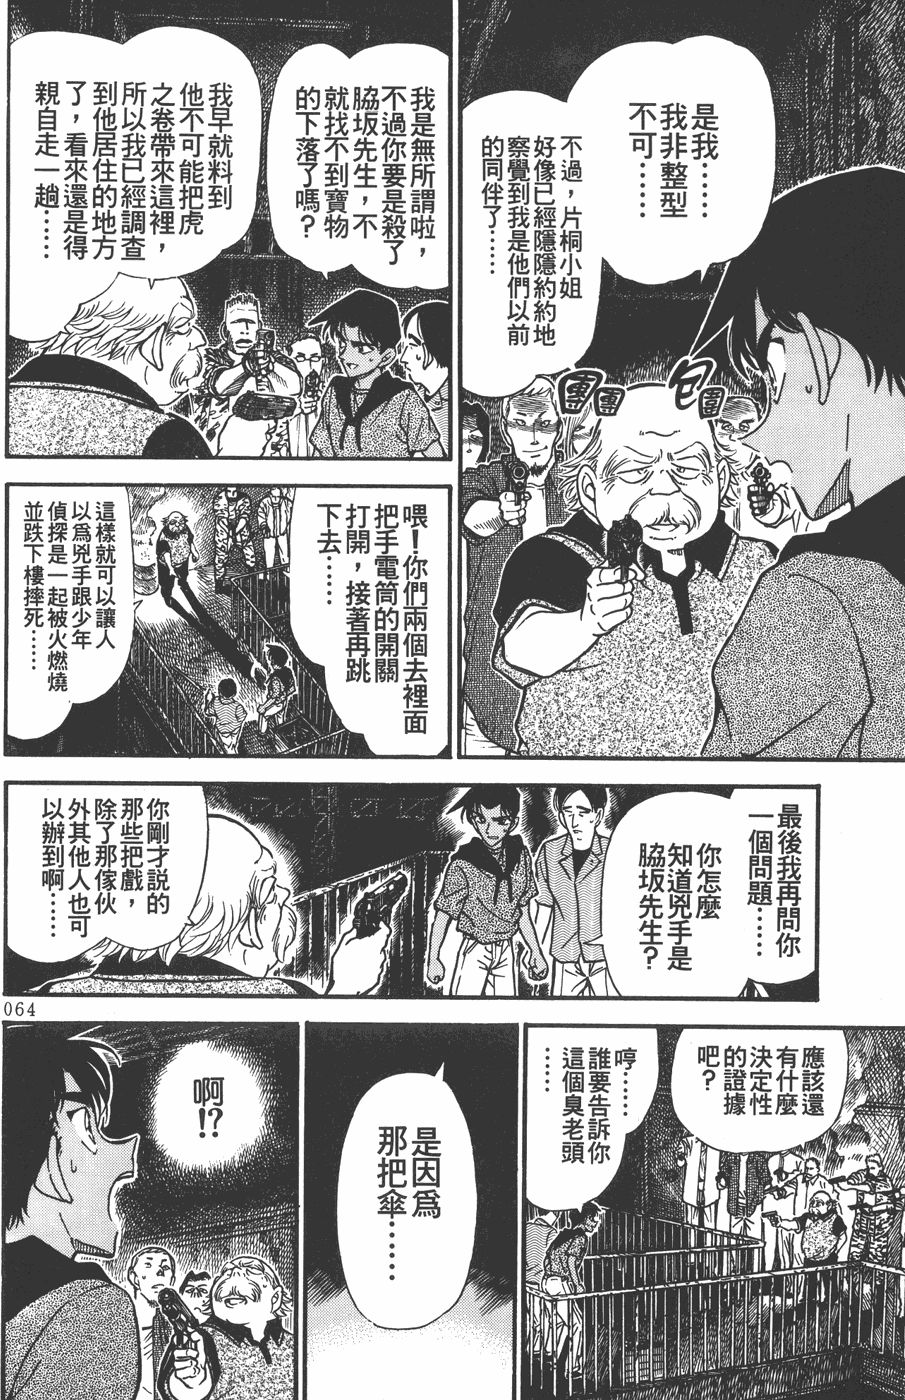 是我……
我非整型
不可……
不過，片桐小姐
好像已經隱隱約約地
察覺到我是他們以前
的同伴了……
團
團
包
團
我是無所謂啦，
不過你要是殺了
脇坂先生，不
就找不到寶物
的下落了嗎？
我早就料到
他不可能把虎
之卷帶來這裡，
所以我已經調查
到他居住的地方
了，看來還是得
親自走一趟……
喂！你們兩個去裡面
把手電筒的開關
打開，接著再跳
下去……
這樣就可以讓人
以為兇手跟少年
偵探是一起被火燃燒
並跌下樓摔死……
最後我再問你
一個問題……
你怎麼
知道兇手是
脇坂先生？
你剛才說的
那些把戲，
除了那傢伙
外其他人也可
以辦到啊……
064
應該還
有什麼
決定性
的證據
吧？
哼……
誰要告訴你
這個臭老頭
……
是因為
那把傘……
啊!?